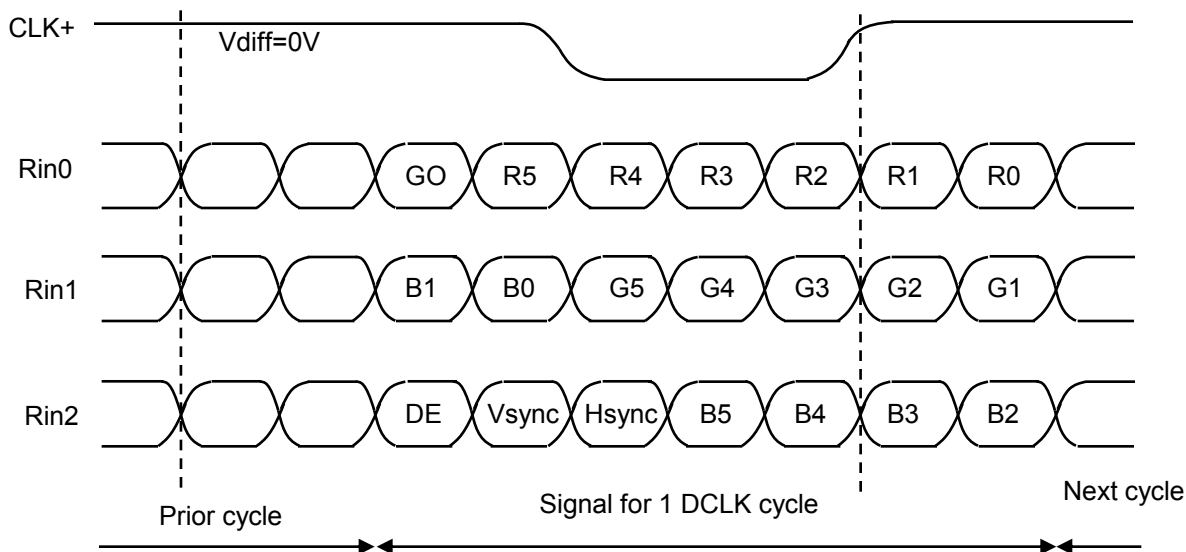 CLK+
Vdiff=0V
Rin0 GO R5 R4 R3 R2 R1 R0
Rin1 B1 B0 G5 G4 G3 G2 G1
Rin2 DE Vsync Hsync B5 B4 B3 B2
Prior cycle Signal for 1 DCLK cycle Next cycle